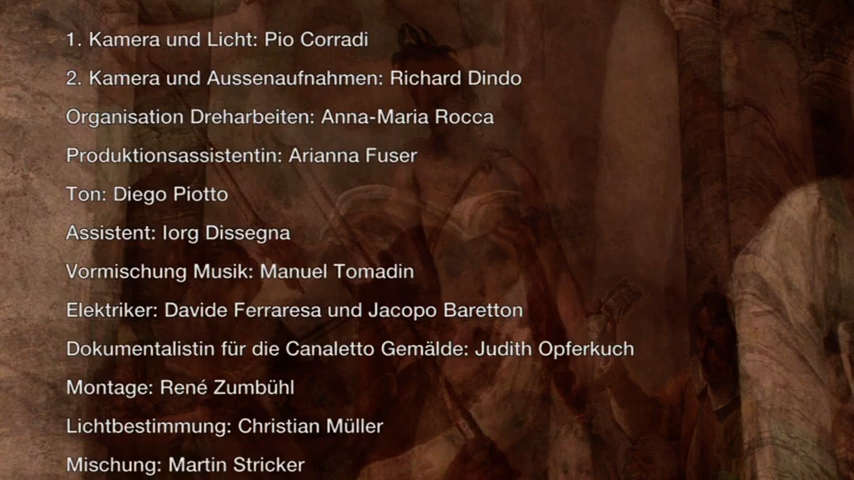 1. Kamera und Licht: Pio Corradi
2. Kamera und Aussenaufnahmen: Richard Dindo
Organisation Dreharbeiten: Anna-Maria Rocca
Produktionsassistentin: Arianna Fuser
Ton: Diego Piotto
Assistent: Iorg Dissegna
Vormischung Musik: Manuel Tomadin
Elektriker: Davide Ferraresa und Jacopo Baretton
Dokumentalistin für die Canaletto Gemälde: Judith Opferkuch
Montage: René Zumbühl
Lichtbestimmung: Christian Müller
Mischung: Martin Stricker